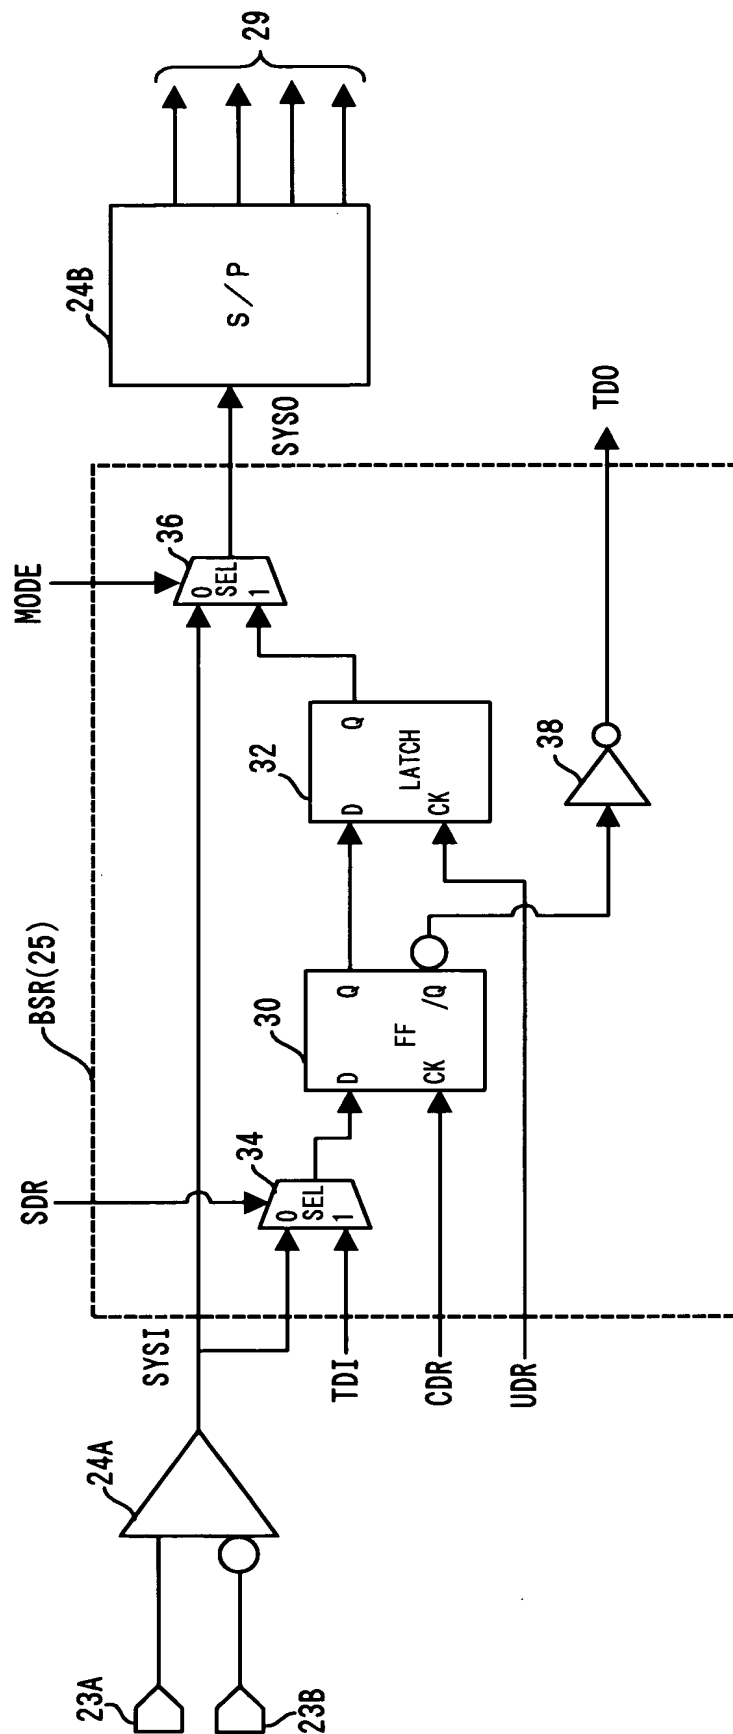 23A
23B
24A
SYSI
SDR
BSR(25)
MODE
TDI
CDR
UDR
34
0
SEL
1
30
D
Q
FF
CK
/Q
32
D
Q
LATCH
CK
36
0
SEL
1
38
SYSO
TDO
24B
S/P
29